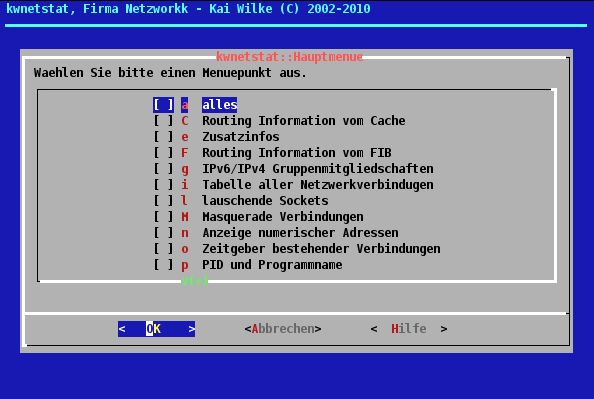 kwnetstat, Firma Netzworkk - Kai Wilke (C) 2002-2010
kwnetstat::Hauptmenue
Waehlen Sie bitte einen Menuepunkt aus.
[ ] a alles
[ ] C Routing Information vom Cache
[ ] e Zusatzinfos
[ ] F Routing Information vom FIB
[ ] g IPv6/IPv4 Gruppenmitgliedschaften
[ ] i Tabelle aller Netzwerkverbindugen
[ ] l lauschende Sockets
[ ] M Masquerade Verbindungen
[ ] n Anzeige numerischer Adressen
[ ] o Zeitgeber bestehender Verbindungen
[ ] p PID und Programmname
< OK > <Abbrechen> < Hilfe >